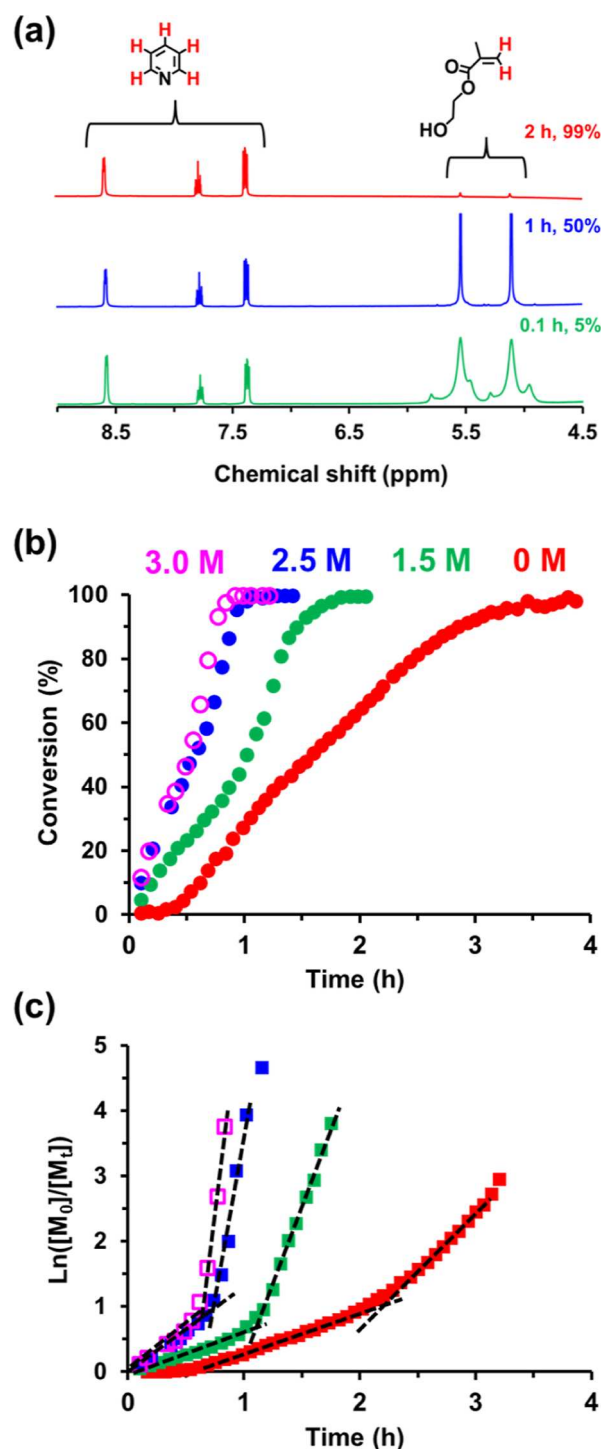 (a)
H
H H
H N H
O H
O H
HO
2 h, 99%
1 h, 50%
0.1 h, 5%
8.5 7.5 6.5 5.5 4.5
Chemical shift (ppm)
(b)
3.0 M 2.5 M 1.5 M 0 M
100
80
60
40
20
0
Conversion (%)
0 1 2 3 4
Time (h)
(c)
5
4
3
2
1
0
Ln([M0]/[Mt])
0 1 2 3 4
Time (h)